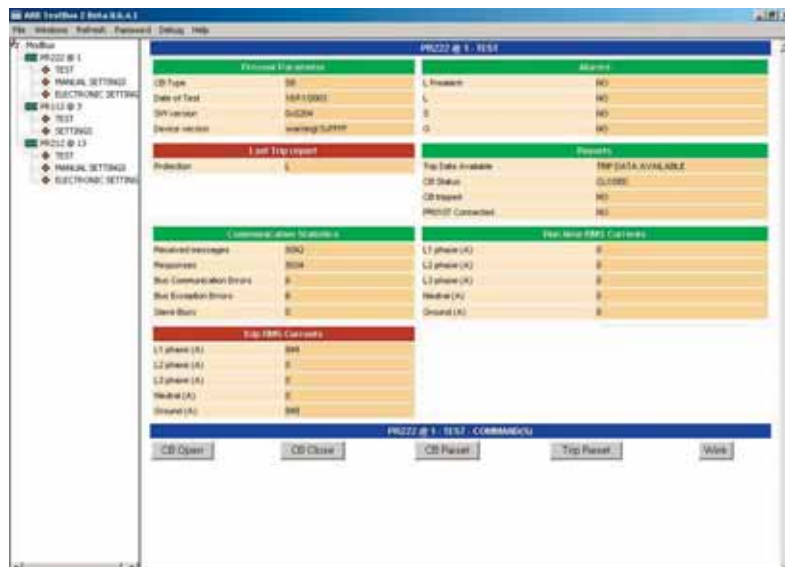 ABB TestBus 2 Beta 0.6.4.1
File Windows Refresh Password Debug Help
Modbus
PR222 @ 1
TEST
MANUAL SETTINGS
ELECTRONIC SETTING
PR112 @ 3
TEST
SETTINGS
PR212 @ 13
TEST
MANUAL SETTINGS
ELECTRONIC SETTING
PR222 @ 1 - TEST
Personal Parameter
CB Type
Date of Test
SW version 0x0204
Device version
Last Trip report
Protection L
Communication Statistics
Received messages
Responses
Bus Communication Errors 0
Bus Exception Errors 0
Slave Busy 0
Trip RMS Currents
L1 phase (A)
L2 phase (A) 0
L3 phase (A) 0
Neutral (A) 0
Ground (A)
Alarms
L Prealarm NO
L NO
S NO
G NO
Reports
Trip Data Available TRIP DATA AVAILABLE
CB Status CLOSED
CB tripped NO
PR010T Connected NO
Run time RMS Currents
L1 phase (A) 0
L2 phase (A) 0
L3 phase (A) 0
Neutral (A) 0
Ground (A) 0
PR222 @ 1 - TEST - COMMAND(S)
CB Open CB Close CB Reset Trip Reset Wink